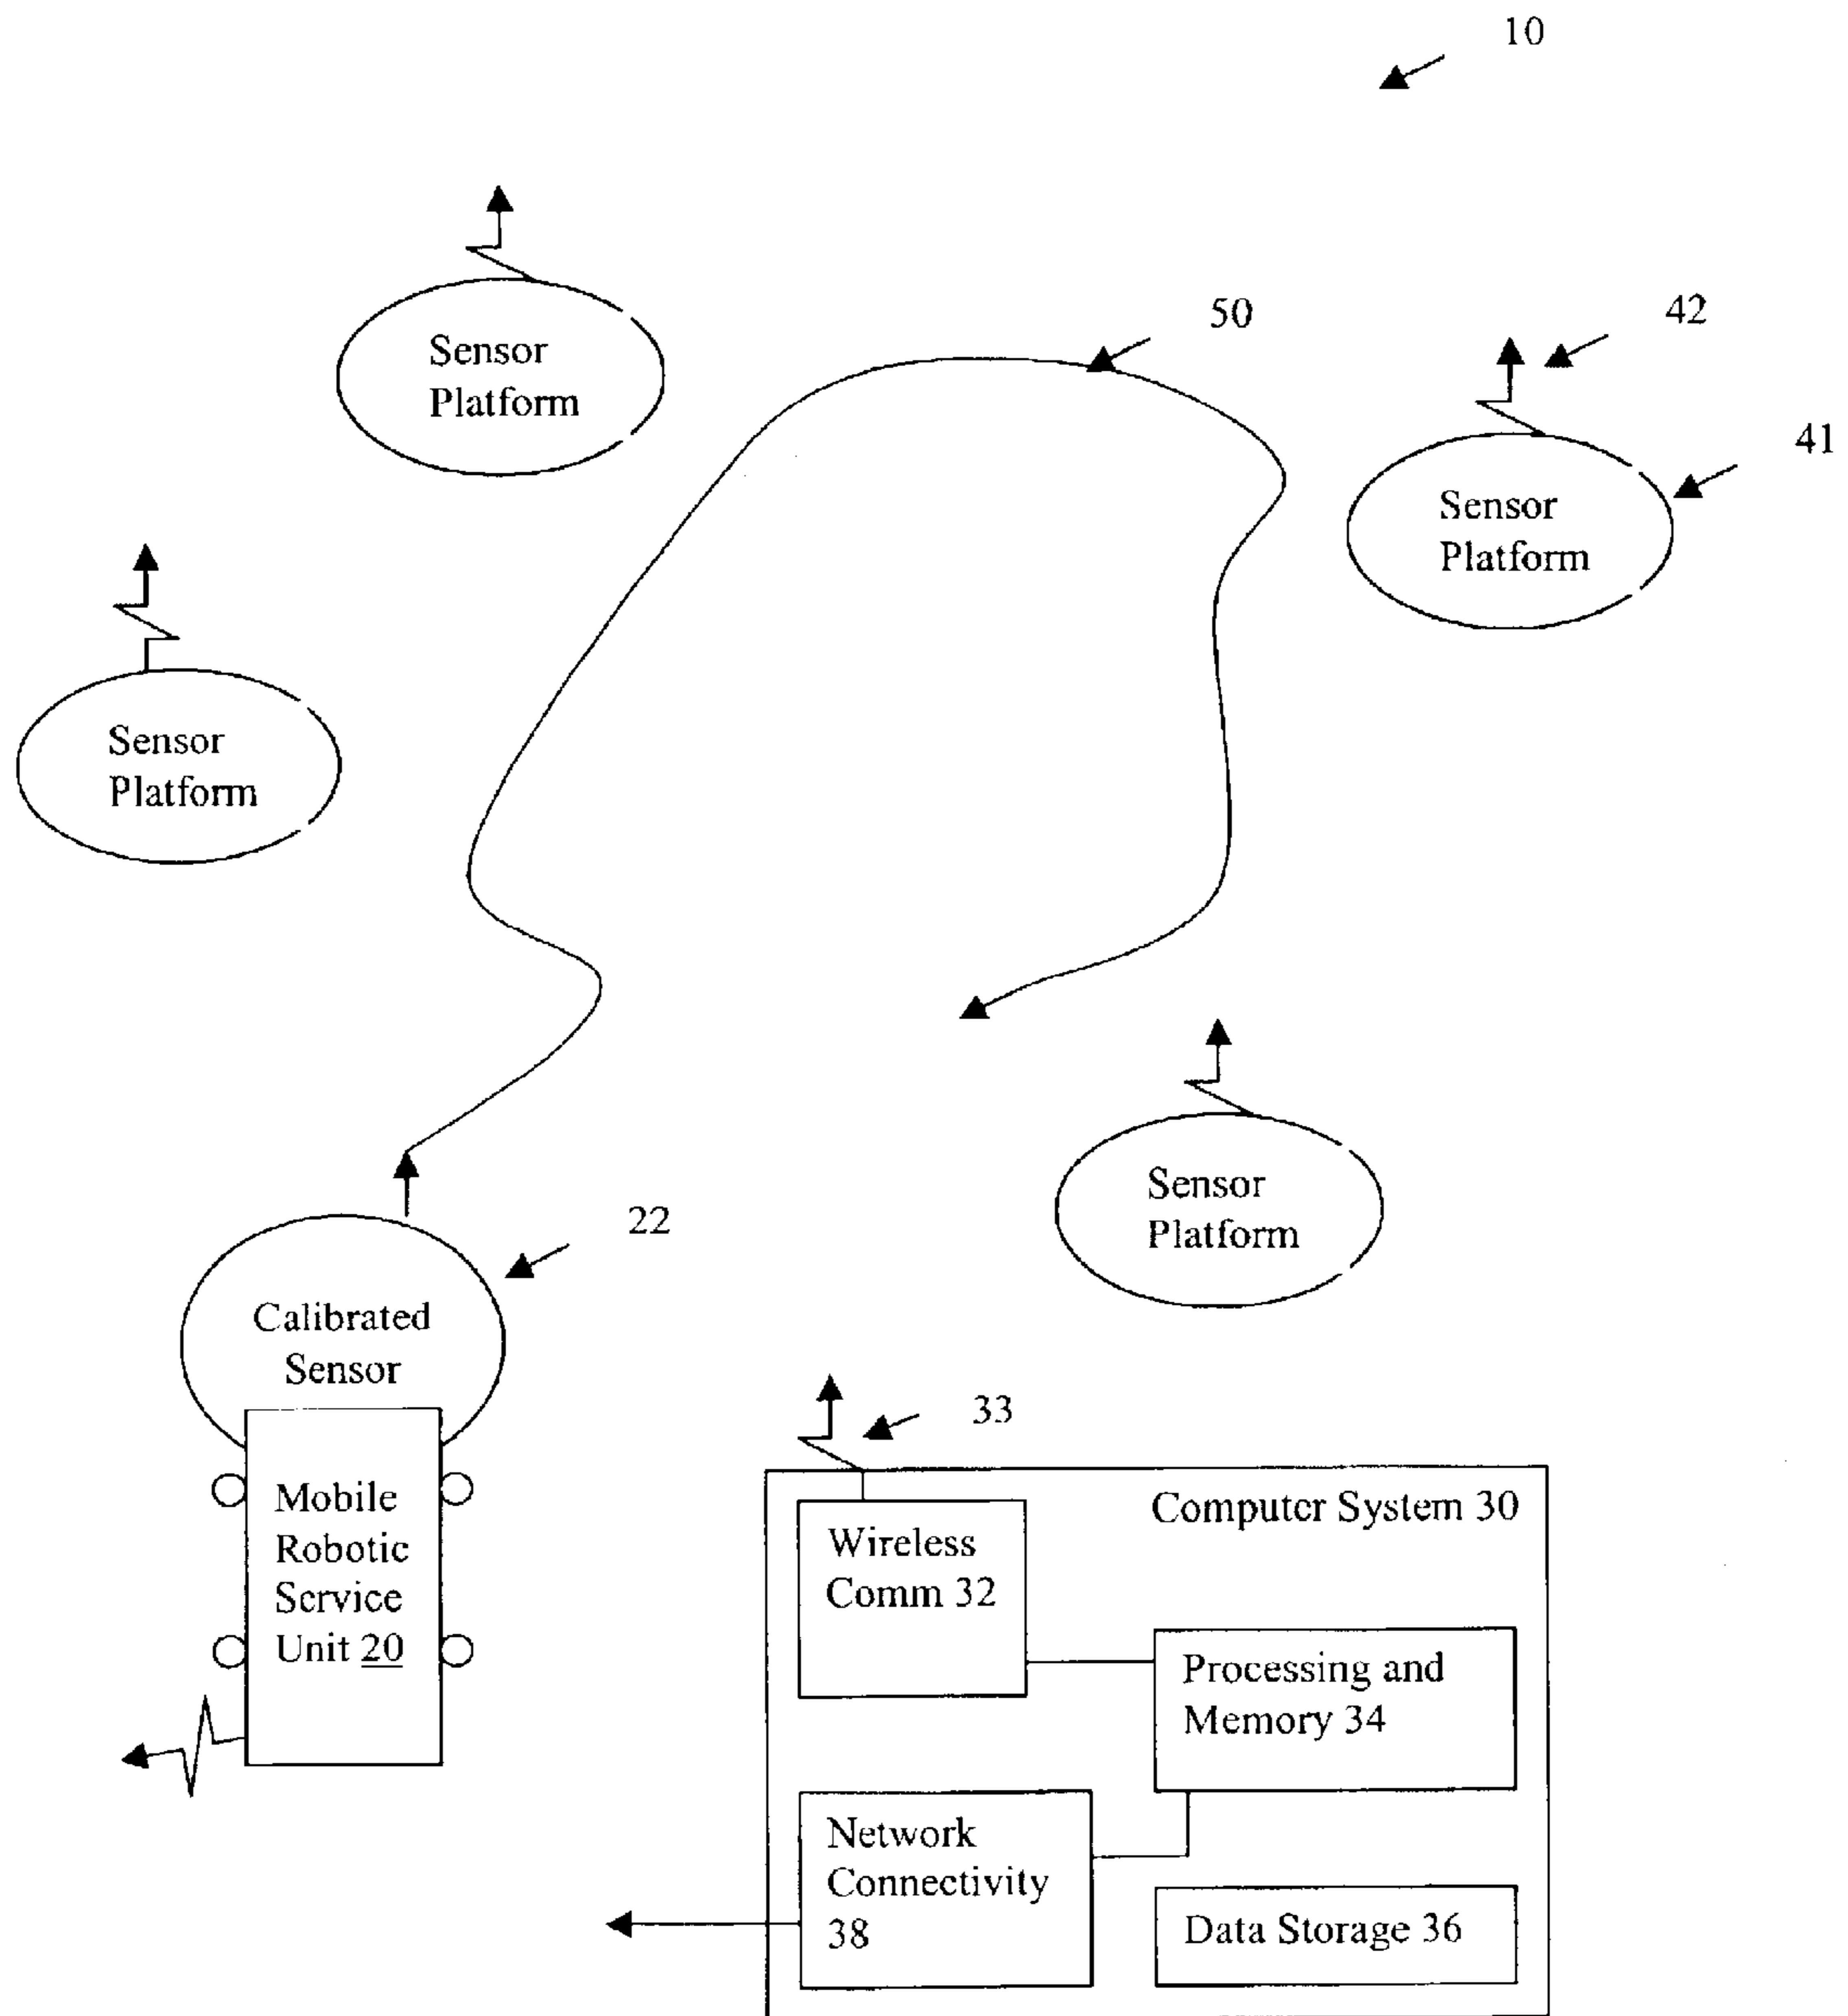 10
50
42
41
Sensor
Platform
Sensor
Platform
Sensor
Platform
Sensor
Platform
22
Calibrated
Sensor
Mobile
Robotic
Service
Unit 20
33
Computer System 30
Wireless
Comm 32
Processing and
Memory 34
Network
Connectivity
38
Data Storage 36